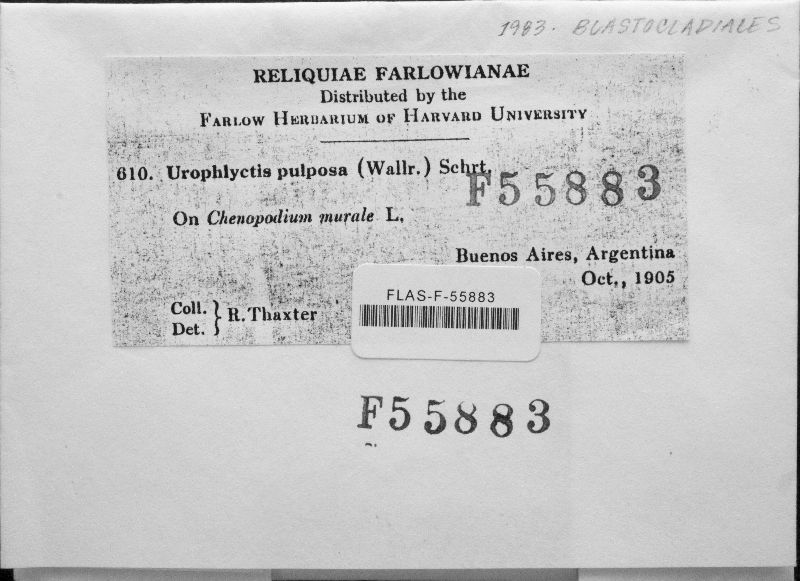 1983. BLASTOCLADIALES
RELIQUIAE FARLOWIANAE
Distributed by the
FARLOW HERBARIUM OF HARVARD UNIVERSITY
610. Urophlyctis pulposa (Wallr.) Schrt.
F55883
On Chenopodium murale L.
Buenos Aires, Argentina
Oct., 1905
Coll. } R. Thaxter
Det.
FLAS-F-55883
F55883